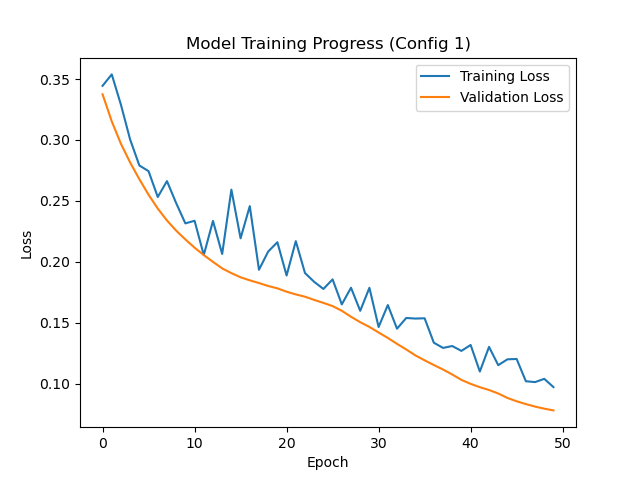 Model Training Progress (Config 1)
Training Loss
Validation Loss
0.35
0.30
0.25
0.20
0.15
0.10
Loss
0
10
20
30
40
50
Epoch